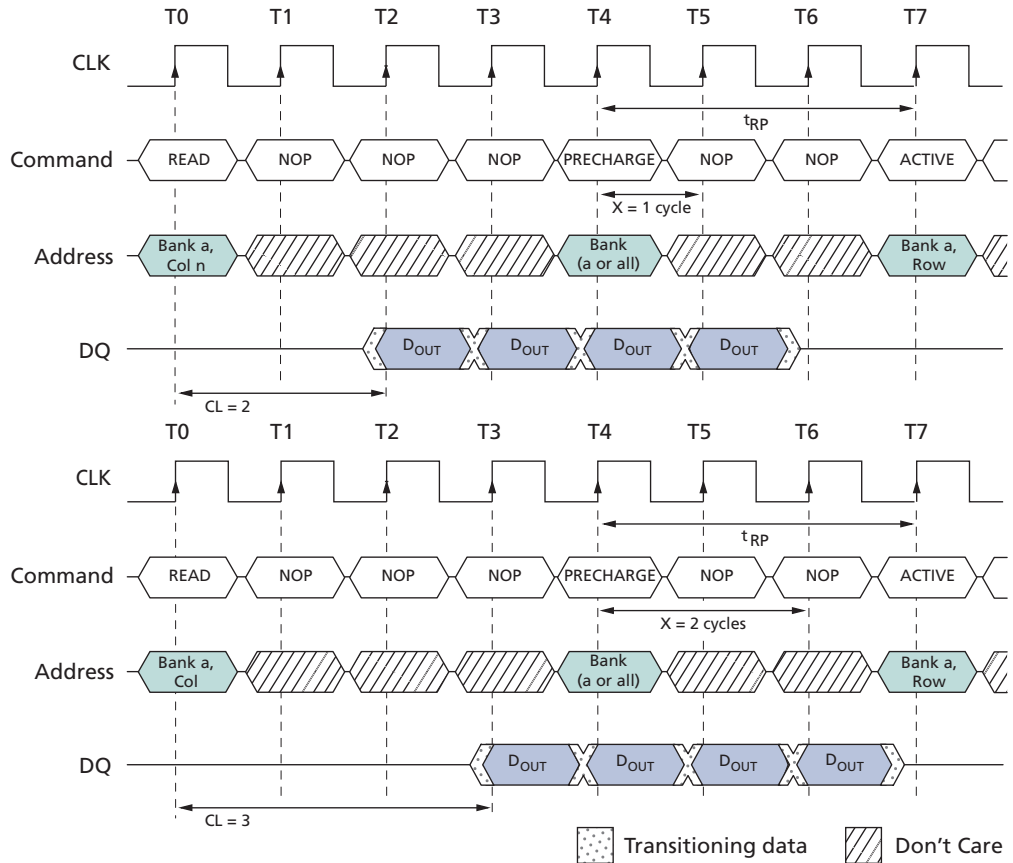 T0 T1 T2 T3 T4 T5 T6 T7
CLK
tRP
Command READ NOP NOP NOP PRECHARGE NOP NOP ACTIVE
X = 1 cycle
Address Bank a, Col n Bank (a or all) Bank a, Row
DQ DOUT DOUT DOUT DOUT
CL = 2
T0 T1 T2 T3 T4 T5 T6 T7
CLK
tRP
Command READ NOP NOP NOP PRECHARGE NOP NOP ACTIVE
X = 2 cycles
Address Bank a, Col Bank (a or all) Bank a, Row
DQ DOUT DOUT DOUT DOUT
CL = 3
Transitioning data Don't Care